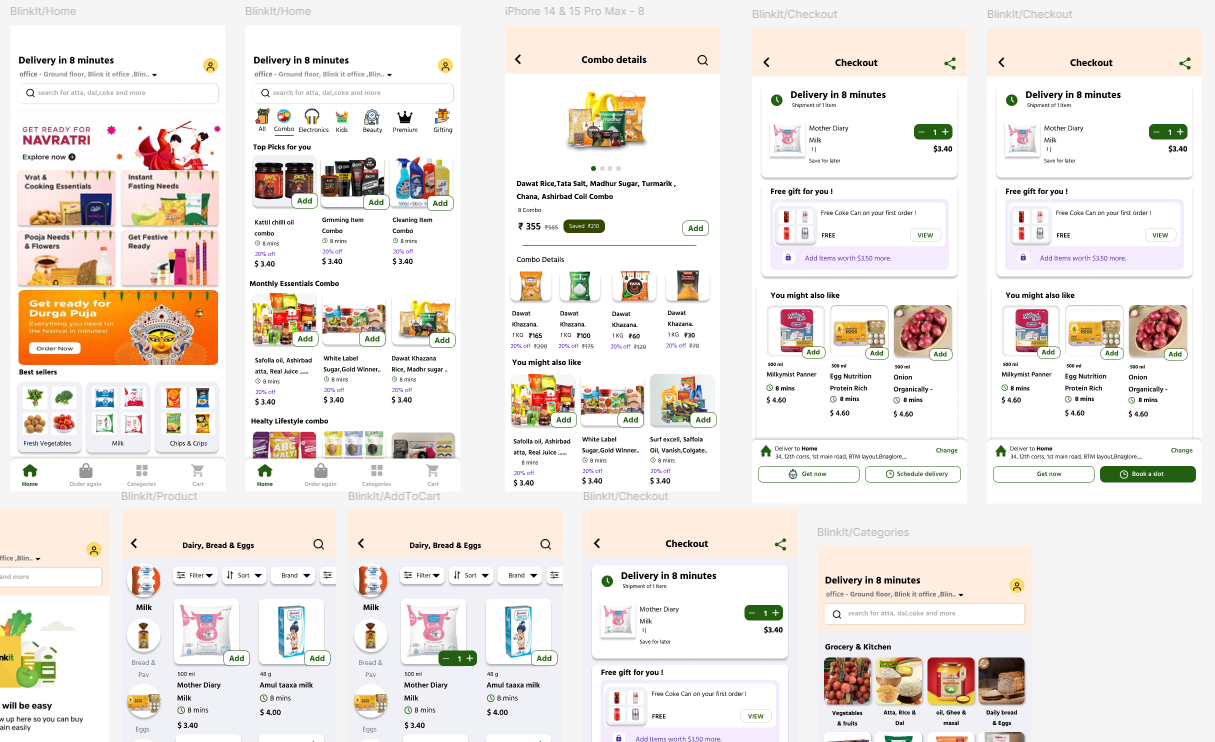 BlinkIt/Home
Delivery in 8 minutes
office - Ground floor, Blink it office ,Blin..
search for atta, dal,coke and more
GET READY FOR
NAVRATRI
Explore now
Vrat &
Cooking Essentials
Instant
Fasting Needs
Pooja Needs
& Flowers
Get Festive
Ready
Get ready for
Durga Puja
Everything you need for
the festival in minutes!
Order Now
Best sellers
Fresh Vegetables
Milk
Chips & Crips
Home
Order again
Categories
Cart
BlinkIt/Home
Delivery in 8 minutes
office - Ground floor, Blink it office ,Blin..
search for atta, dal,coke and more
All
Combo
Electronics
Kids
Beauty
Premium
Gifting
Top Picks for you
Add
Add
Add
Kattil chilli oil
combo
8 mins
20% off
$ 3.40
Grmming Item
Combo
8 mins
20% off
$ 3.40
Cleaning Item
Combo
8 mins
20% off
$ 3.40
Monthly Essentials Combo
Add
Add
Add
Safolla oil, Ashirbad
atta, Real Juice .....
8 mins
20% off
$ 3.40
White Label
Sugar,Gold Winner..
8 mins
20% off
$ 3.40
Dawat Khazana
Rice, Madhr sugar ..
8 mins
20% off
$ 3.40
Healty Lifestyle combo
Home
Order again
Categories
Cart
iPhone 14 & 15 Pro Max - 8
Combo details
Dawat Rice,Tata Salt, Madhur Sugar, Turmarik ,
Chana, Ashirbad Coil Combo
8 Combo
₹ 355 ₹565 Saved ₹210
Add
Combo Details
Dawat
Khazana.
1 KG ₹165
20% off ₹200
Dawat
Khazana.
1 KG ₹100
20% off ₹175
Dawat
Khazana.
1 KG ₹60
20% off ₹120
Dawat
Khazana.
1 KG ₹30
20% off ₹70
You might also like
Add
Add
Add
Safolla oil, Ashirbad
atta, Real Juice .....
8 mins
20% off
$ 3.40
White Label
Sugar,Gold Winner..
8 mins
20% off
$ 3.40
Surf excell, Saffola
Oil, Vanish,Colgate..
8 mins
20% off
$ 3.40
BlinkIt/Checkout
Checkout
Delivery in 8 minutes
Shipment of 1 item
Mother Diary
Milk
1 |
Save for later
− 1 +
$3.40
Free gift for you !
Free Coke Can on your first order !
FREE
VIEW
Add Items worth $3.50 more.
You might also like
Add
Add
Add
500 ml
Milkymist Panner
8 mins
$ 4.60
500 ml
Egg Nutrition
Protein Rich
8 mins
$ 4.60
500 ml
Onion
Organically -
8 mins
$ 4.60
Deliver to Home
34, 12th corss, 1st main road, BTM layout,Bnaglore,...
Change
Get now
Schedule delivery
BlinkIt/Checkout
Checkout
Delivery in 8 minutes
Shipment of 1 item
Mother Diary
Milk
1 |
Save for later
− 1 +
$3.40
Free gift for you !
Free Coke Can on your first order !
FREE
VIEW
Add Items worth $3.50 more.
You might also like
Add
Add
Add
500 ml
Milkymist Panner
8 mins
$ 4.60
500 ml
Egg Nutrition
Protein Rich
8 mins
$ 4.60
500 ml
Onion
Organically -
8 mins
$ 4.60
Deliver to Home
34, 12th corss, 1st main road, BTM layout,Bnaglore,...
Change
Get now
Book a slot
ffice ,Blin..
nd more
nkit
will be easy
w up here so you can buy
ain easily
BlinkIt/Product
Dairy, Bread & Eggs
Filter
Sort
Brand
Milk
Bread &
Pav
Eggs
Add
Add
500 ml
Mother Diary
Milk
8 mins
$ 3.40
48 g
Amul taaxa milk
8 mins
$ 4.00
BlinkIt/AddToCart
Dairy, Bread & Eggs
Filter
Sort
Brand
Milk
Bread &
Pav
Eggs
− 1 +
Add
500 ml
Mother Diary
Milk
8 mins
$ 3.40
48 g
Amul taaxa milk
8 mins
$ 4.00
BlinkIt/Checkout
Checkout
Delivery in 8 minutes
Shipment of 1 item
Mother Diary
Milk
1 |
Save for later
− 1 +
$3.40
Free gift for you !
Free Coke Can on your first order !
FREE
VIEW
Add Items worth $3.50 more.
BlinkIt/Categories
Delivery in 8 minutes
office - Ground floor, Blink it office ,Blin..
search for atta, dal,coke and more
Grocery & Kitchen
Vegetables
& fruits
Atta, Rice &
Dal
oil, Ghee &
masal
Daily bread
& Eggs